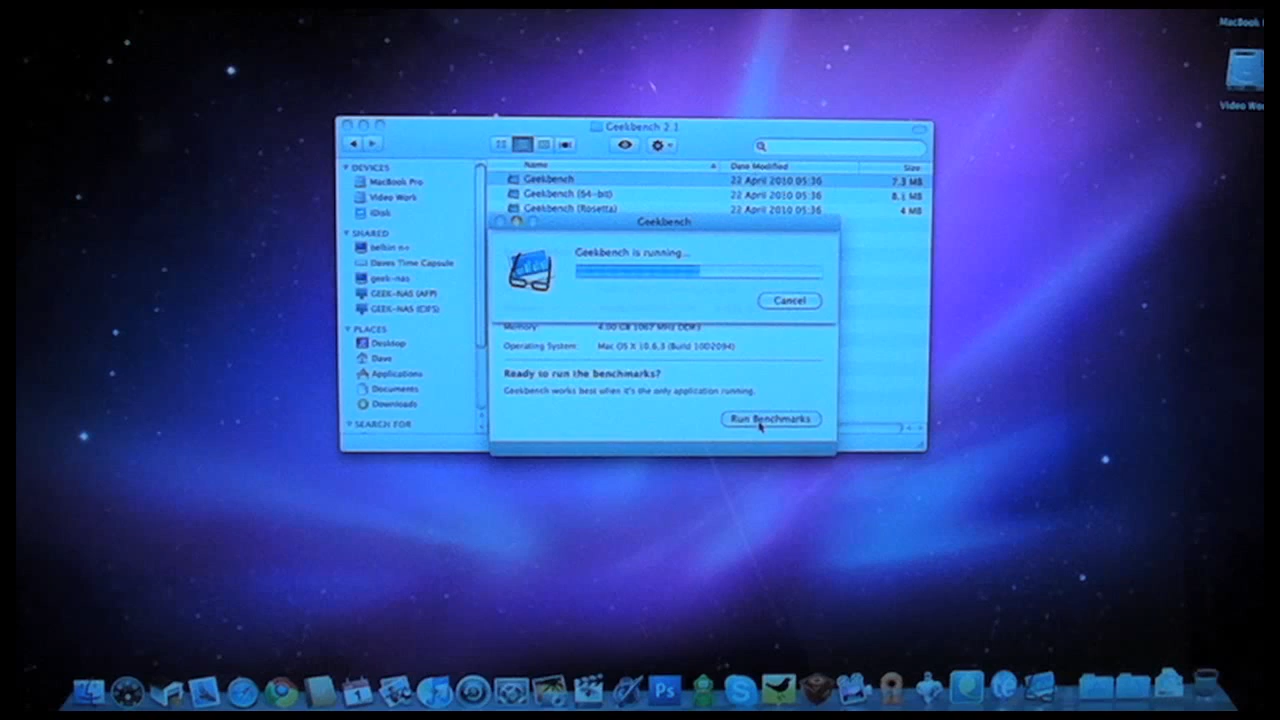 MacBook
Video Wo
Geekbench 2.1
Name
Date Modified
Size
DEVICES
MacBook Pro
Video Work
iDisk
SHARED
belkin n+
Daves Time Capsule
geek-nas
GEEK-NAS (AFP)
GEEK-NAS (CIFS)
PLACES
Desktop
Dave
Applications
Documents
Downloads
SEARCH FOR
Geekbench 22 April 2010 05:36 7.3 MB
Geekbench (64-bit) 22 April 2010 05:36 8.1 MB
Geekbench (Rosetta) 22 April 2010 05:36 4 MB
Geekbench
Geekbench is running...
Cancel
Memory: 4.00 GB 1067 MHz DDR3
Operating System: Mac OS X 10.6.3 (Build 10D2094)
Ready to run the benchmarks?
Geekbench works best when it's the only application running.
Run Benchmarks
1
Ps